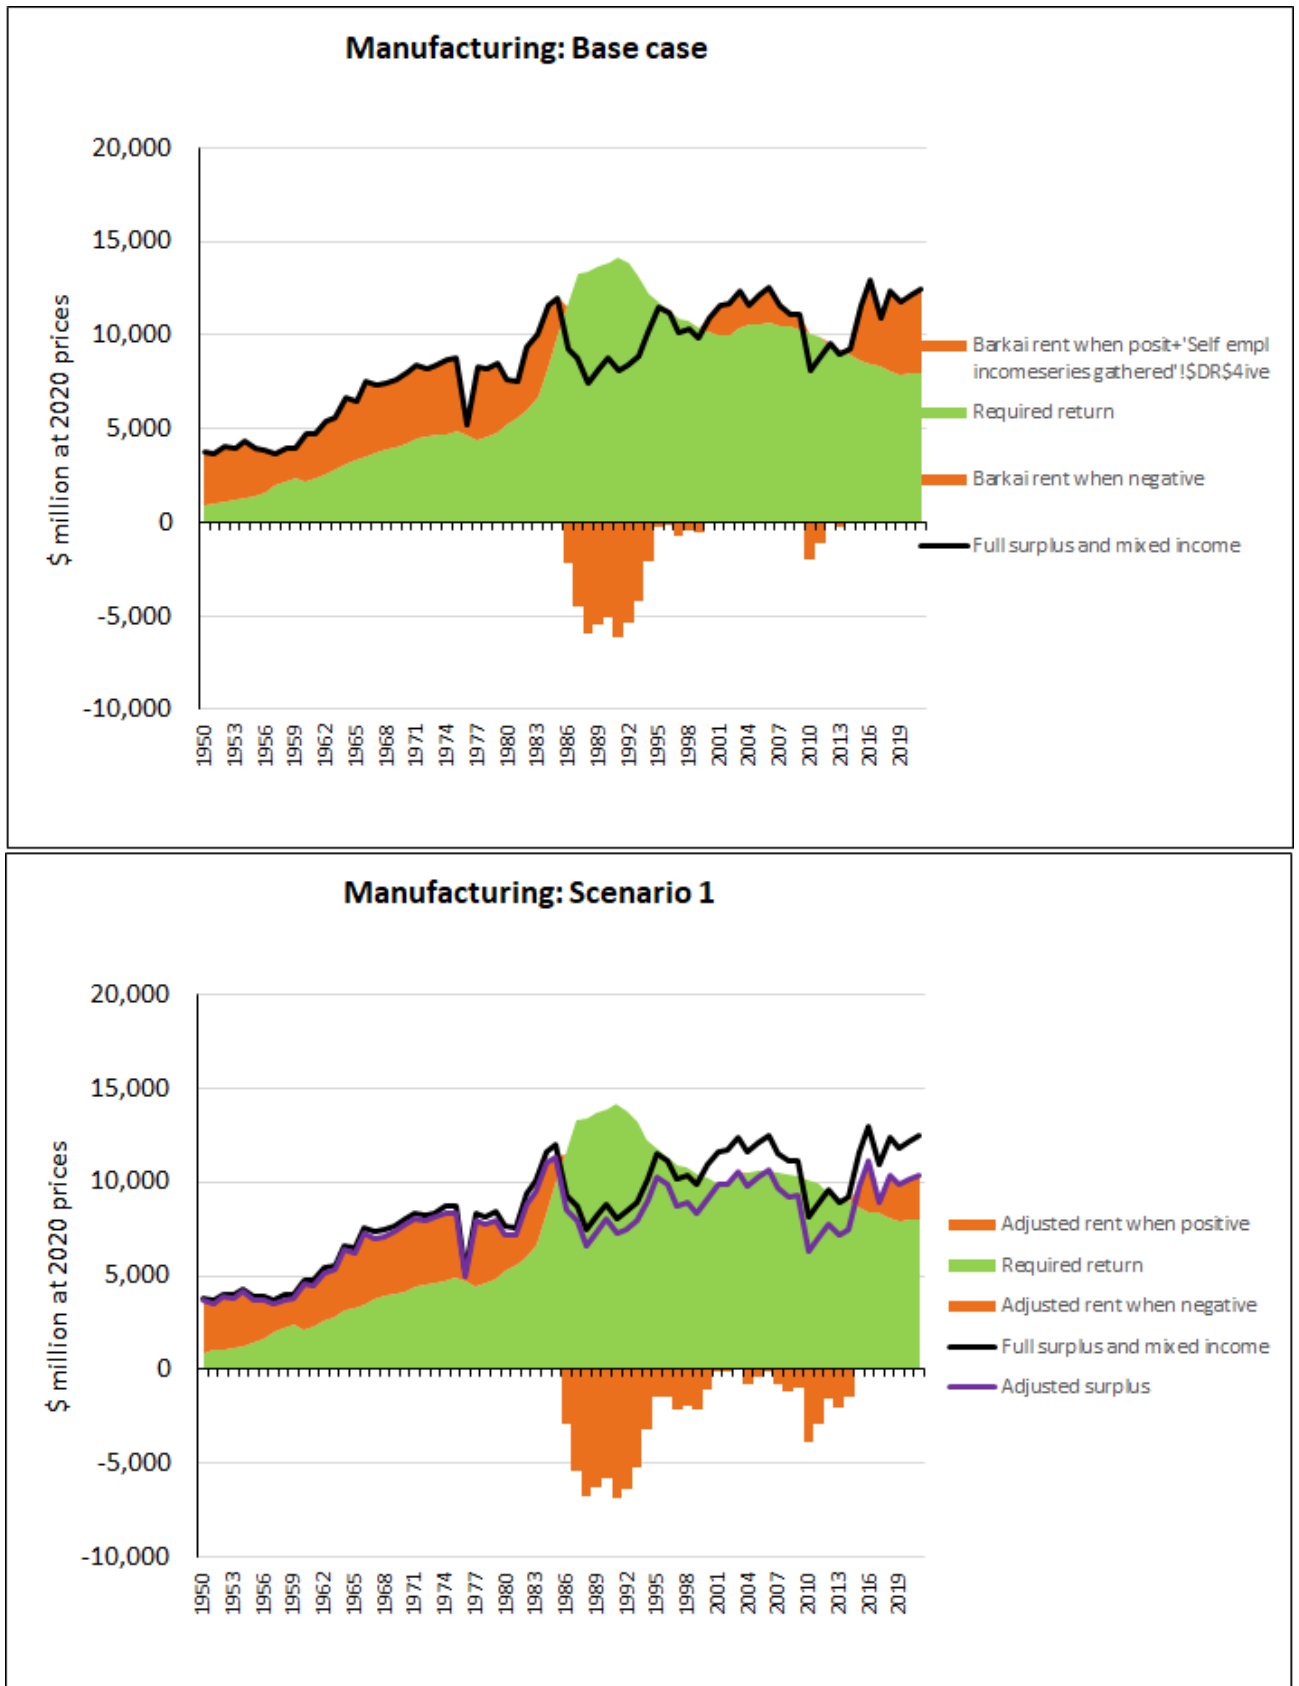 Manufacturing: Base case
$ million at 2020 prices
20,000
15,000
10,000
5,000
0
-5,000
-10,000
1950 1953 1956 1959 1962 1965 1968 1971 1974 1977 1980 1983 1986 1989 1992 1995 1998 2001 2004 2007 2010 2013 2016 2019
Barkai rent when posit+'Self empl
incomeseries gathered'!$DR$4ive
Required return
Barkai rent when negative
Full surplus and mixed income
Manufacturing: Scenario 1
$ million at 2020 prices
20,000
15,000
10,000
5,000
0
-5,000
-10,000
1950 1953 1956 1959 1962 1965 1968 1971 1974 1977 1980 1983 1986 1989 1992 1995 1998 2001 2004 2007 2010 2013 2016 2019
Adjusted rent when positive
Required return
Adjusted rent when negative
Full surplus and mixed income
Adjusted surplus